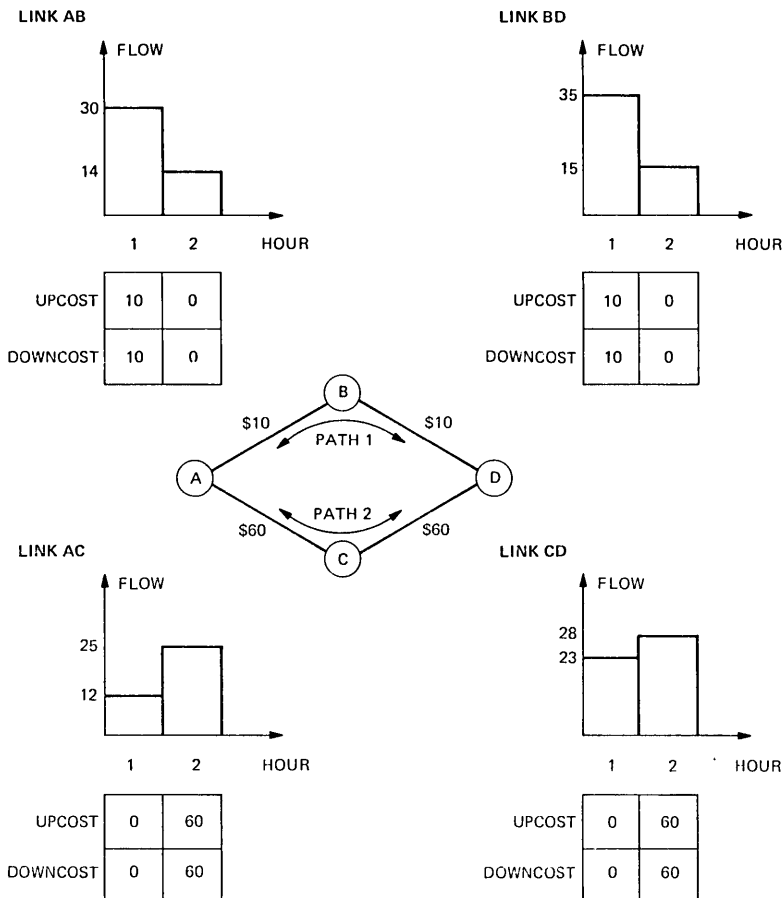 LINK AB
FLOW
30
14
1 2 HOUR
UPCOST 10 0
DOWNCOST 10 0
LINK BD
FLOW
35
15
1 2 HOUR
UPCOST 10 0
DOWNCOST 10 0
B
$10 $10
PATH 1
A D
PATH 2
$60 $60
C
LINK AC
FLOW
25
12
1 2 HOUR
UPCOST 0 60
DOWNCOST 0 60
LINK CD
FLOW
28
23
1 2 HOUR
UPCOST 0 60
DOWNCOST 0 60